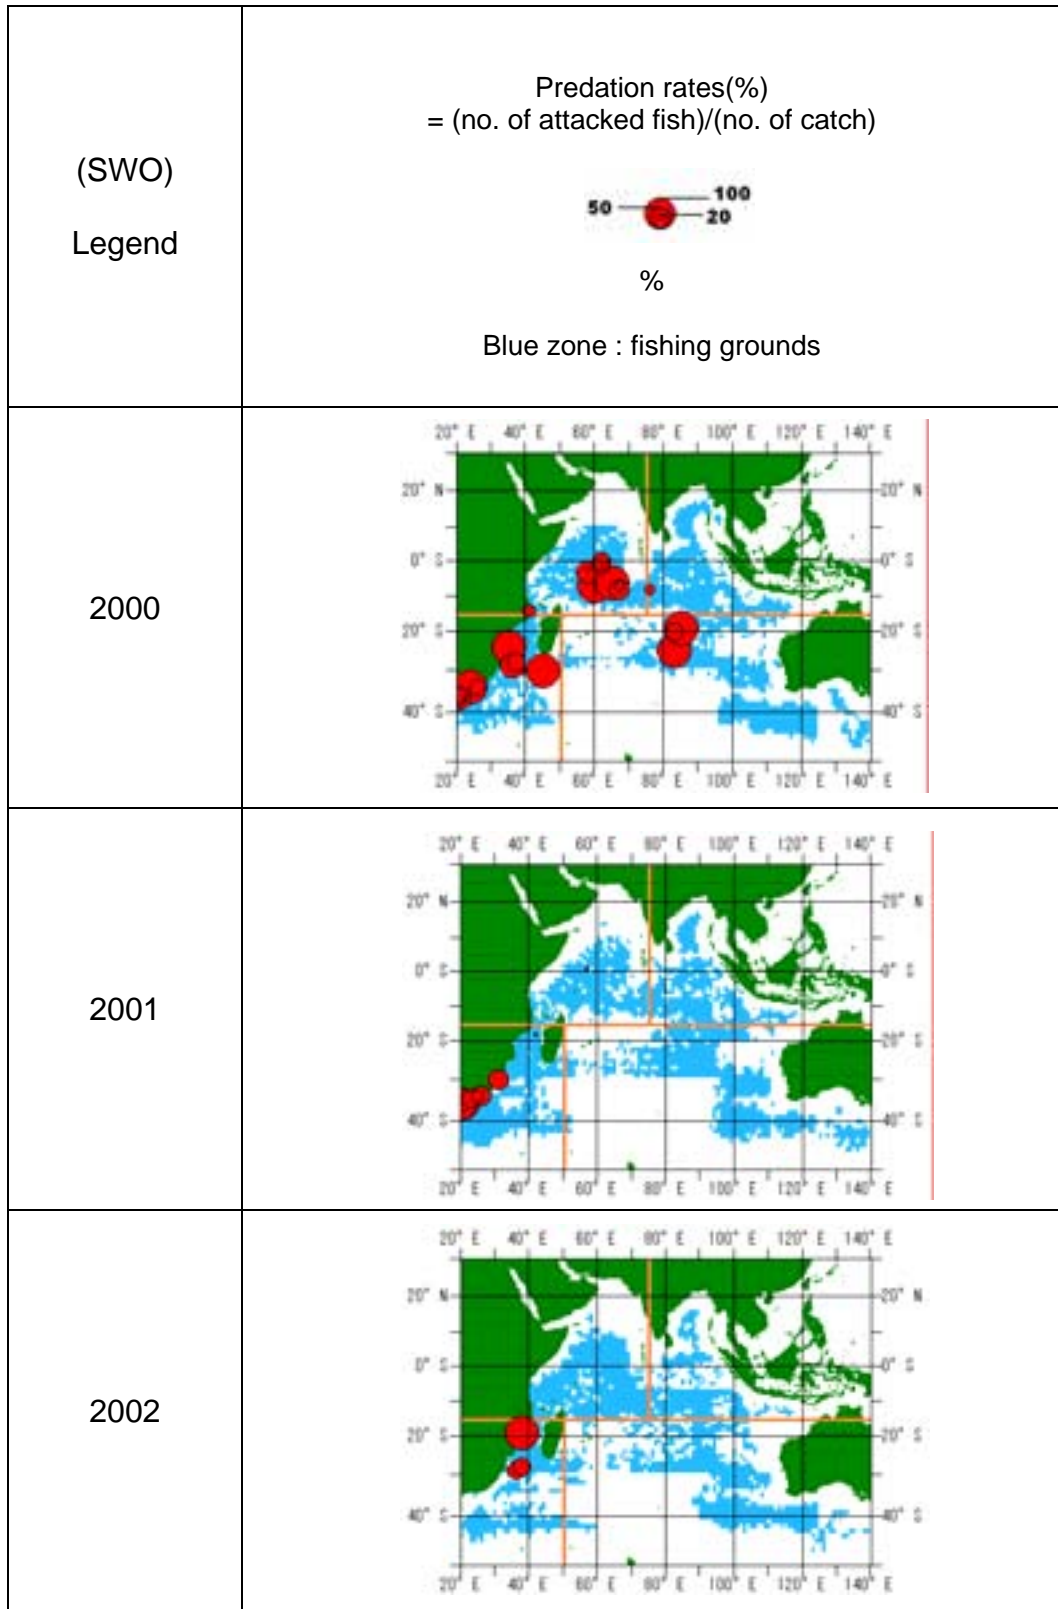 (SWO)
Legend
Predation rates(%)
= (no. of attacked fish)/(no. of catch)
100
50
20
%
Blue zone : fishing grounds
2000
20° E 40° E 60° E 80° E 100° E 120° E 140° E
20° N 20° N
0° S 0° S
20° S 20° S
40° S 40° S
20° E 40° E 60° E 80° E 100° E 120° E 140° E
2001
20° E 40° E 60° E 80° E 100° E 120° E 140° E
20° N 20° N
0° S 0° S
20° S 20° S
40° S 40° S
20° E 40° E 60° E 80° E 100° E 120° E 140° E
2002
20° E 40° E 60° E 80° E 100° E 120° E 140° E
20° N 20° N
0° S 0° S
20° S 20° S
40° S 40° S
20° E 40° E 60° E 80° E 100° E 120° E 140° E